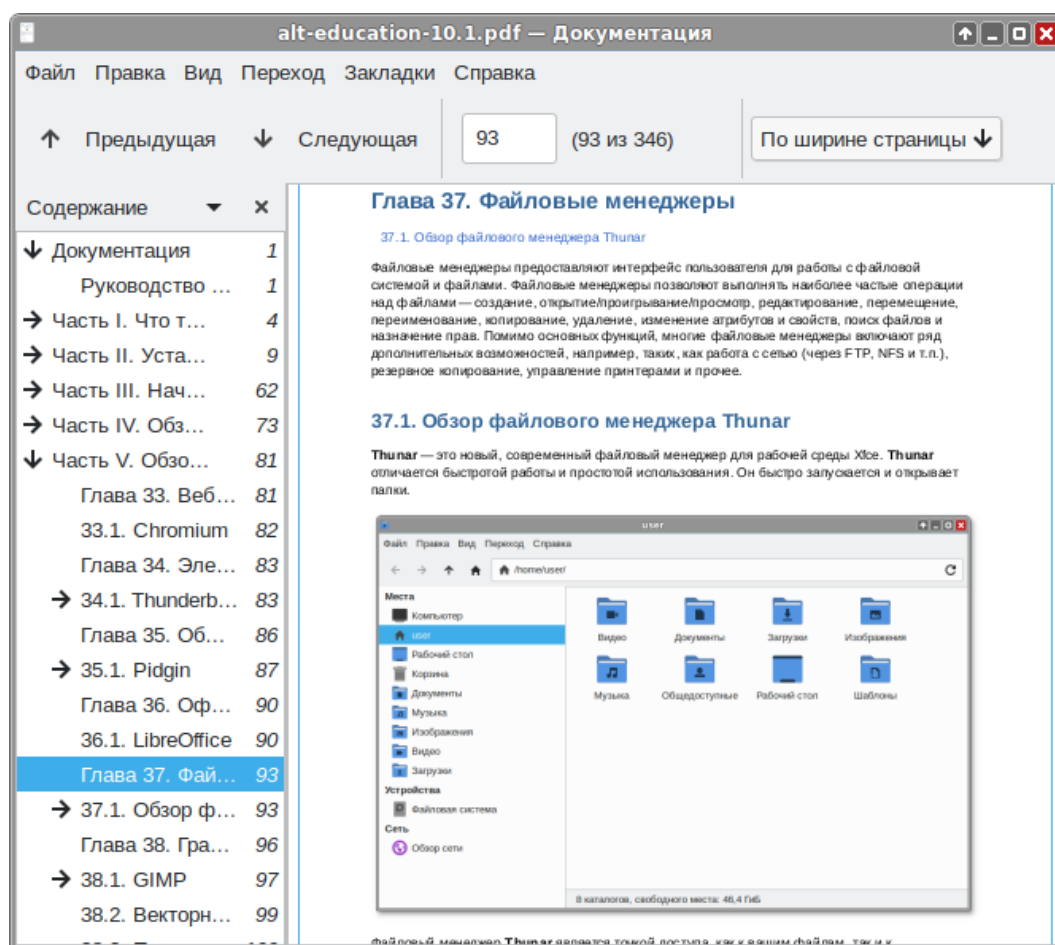 alt-education-10.1.pdf — Документация
Файл Правка Вид Переход Закладки Справка
Предыдущая Следующая 93 (93 из 346) По ширине страницы
Содержание
Документация 1
Руководство ... 1
Часть I. Что т... 4
Часть II. Уста... 9
Часть III. Нач... 62
Часть IV. Обз... 73
Часть V. Обзо... 81
Глава 33. Веб... 81
33.1. Chromium 82
Глава 34. Эле... 83
34.1. Thunderb... 83
Глава 35. Об... 86
35.1. Pidgin 87
Глава 36. Оф... 90
36.1. LibreOffice 90
Глава 37. Фай... 93
37.1. Обзор ф... 93
Глава 38. Гра... 96
38.1. GIMP 97
38.2. Векторн... 99
Глава 37. Файловые менеджеры
37.1. Обзор файлового менеджера Thunar
Файловые менеджеры предоставляют интерфейс пользователя для работы с файловой
системой и файлами. Файловые менеджеры позволяют выполнять наиболее частые операции
над файлами — создание, открытие/проигрывание/просмотр, редактирование, перемещение,
переименование, копирование, удаление, изменение атрибутов и свойств, поиск файлов и
назначение прав. Помимо основных функций, многие файловые менеджеры включают ряд
дополнительных возможностей, например, таких, как работа с сетью (через FTP, NFS и т.п.),
резервное копирование, управление принтерами и прочее.
37.1. Обзор файлового менеджера Thunar
Thunar — это новый, современный файловый менеджер для рабочей среды Xfce. Thunar
отличается быстротой работы и простотой использования. Он быстро запускается и открывает
папки.
user
Файл Правка Вид Переход Справка
/home/user/
Места
Компьютер
user
Рабочий стол
Корзина
Документы
Музыка
Изображения
Видео
Загрузки
Устройства
Файловая система
Сеть
Обзор сети
Видео Документы Загрузки Изображения
Музыка Общедоступные Рабочий стол Шаблоны
8 каталогов, свободного места: 46,4 ГиБ
Файловый менеджер Thunar является точкой доступа, как к вашим файлам, так и к